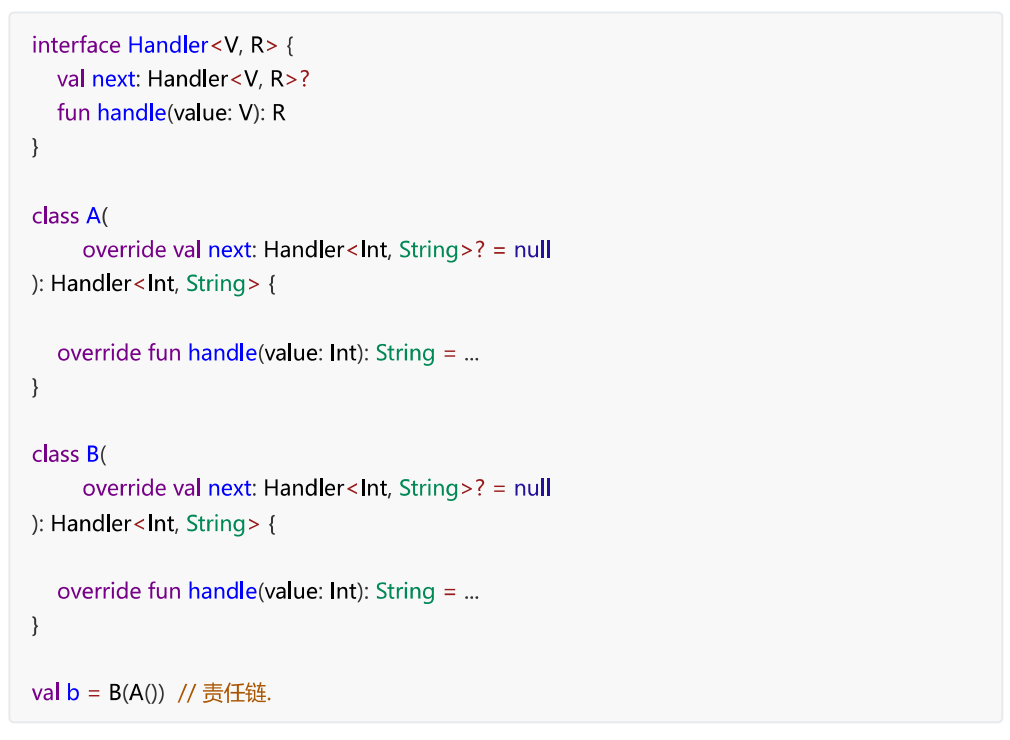 interface Handler<V, R> {
val next: Handler<V, R>?
fun handle(value: V): R
}
class A(
override val next: Handler<Int, String>? = null
): Handler<Int, String> {
override fun handle(value: Int): String = ...
}
class B(
override val next: Handler<Int, String>? = null
): Handler<Int, String> {
override fun handle(value: Int): String = ...
}
val b = B(A()) // 责任链.